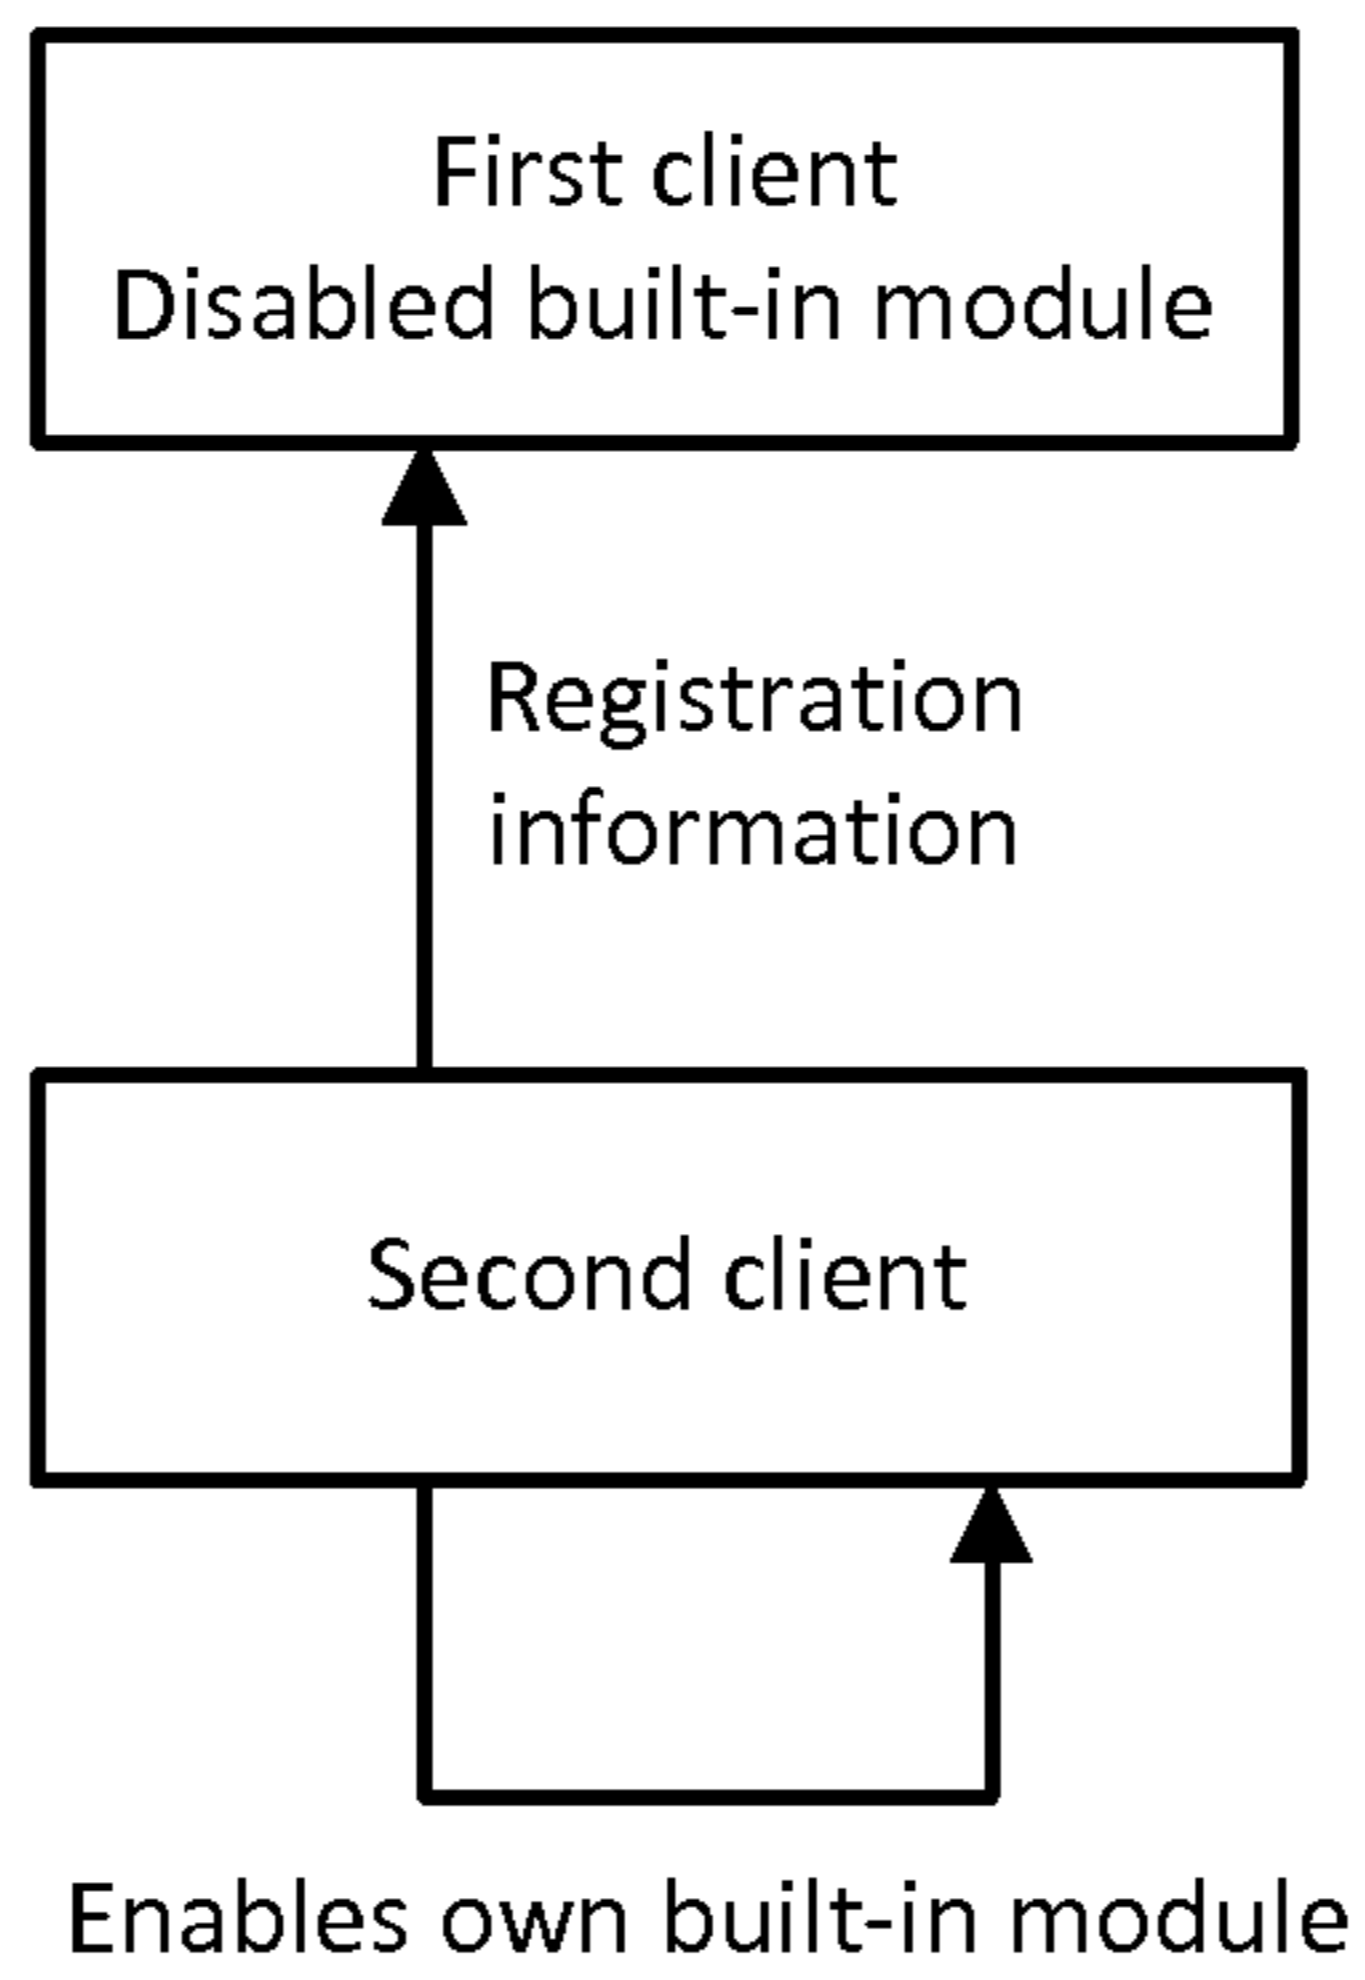 First client
Disabled built-in module
Registration
information
Second client
Enables own built-in module